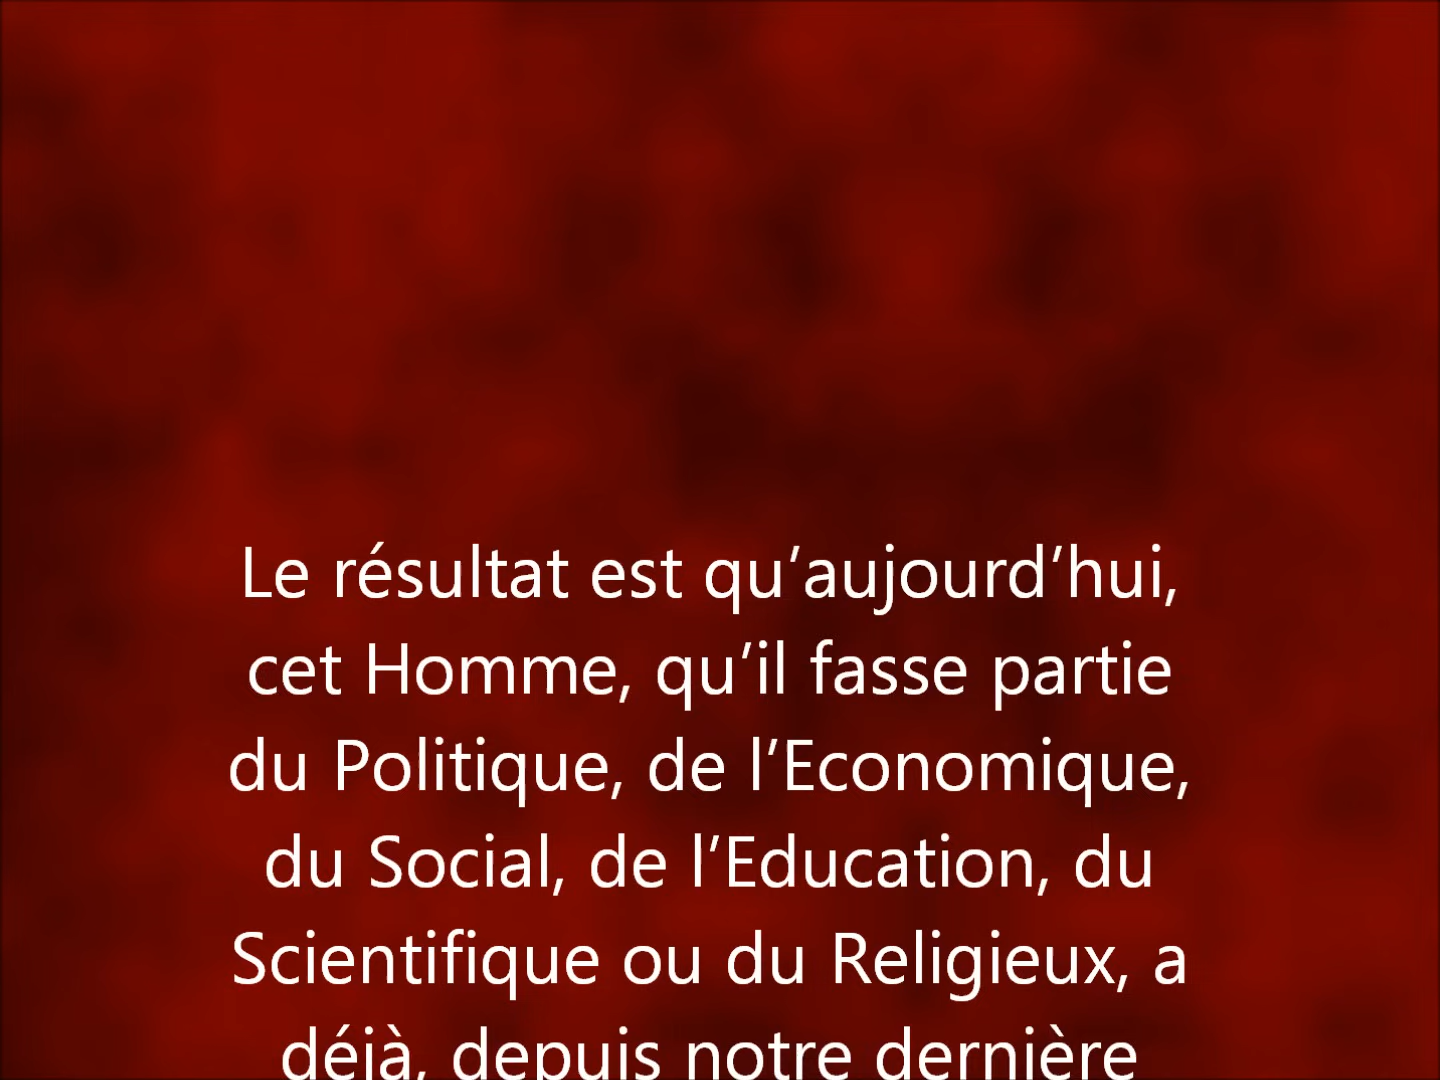 Le résultat est qu’aujourd’hui,
cet Homme, qu’il fasse partie
du Politique, de l’Economique,
du Social, de l’Education, du
Scientifique ou du Religieux, a
déjà, depuis notre dernière